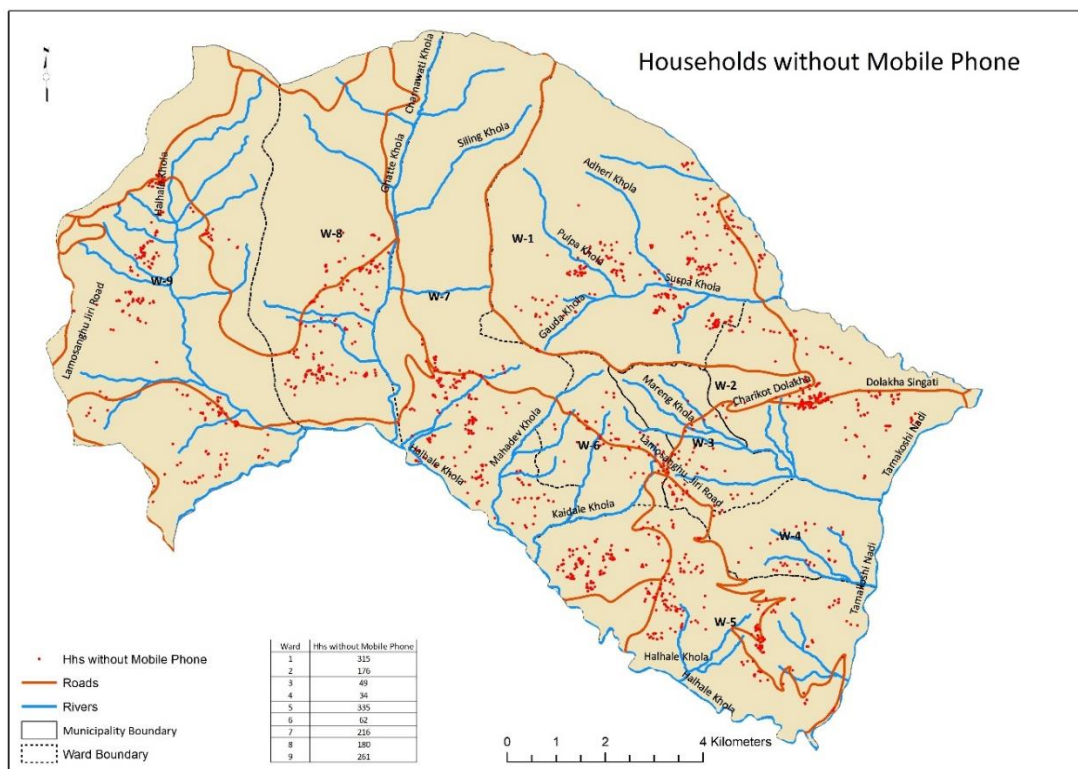 Households without Mobile Phone
N
Charnawati Khola
Siling Khola
Ghatte Khola
Halhale Khola
Adheri Khola
W-8
W-1
Pulpa Khola
W-9
Suspa Khola
W-7
Lamosanghu Jiri Road
Gauda Khola
W-2
Charikot Dolakha
Dolakha Singati
Mareng Khola
Mahadev Khola
W-6
W-3
Lamosanghu Jiri Road
Tamakoshi Nadi
Halhale Khola
Kaidale Khola
W-4
Tamakoshi Nadi
W-5
Halhale Khola
Halhale Khola
Hhs without Mobile Phone
Roads
Rivers
Municipality Boundary
Ward Boundary
Ward Hhs without Mobile Phone
1 315
2 176
3 49
4 34
5 335
6 62
7 216
8 180
9 261
0 1 2 4 Kilometers